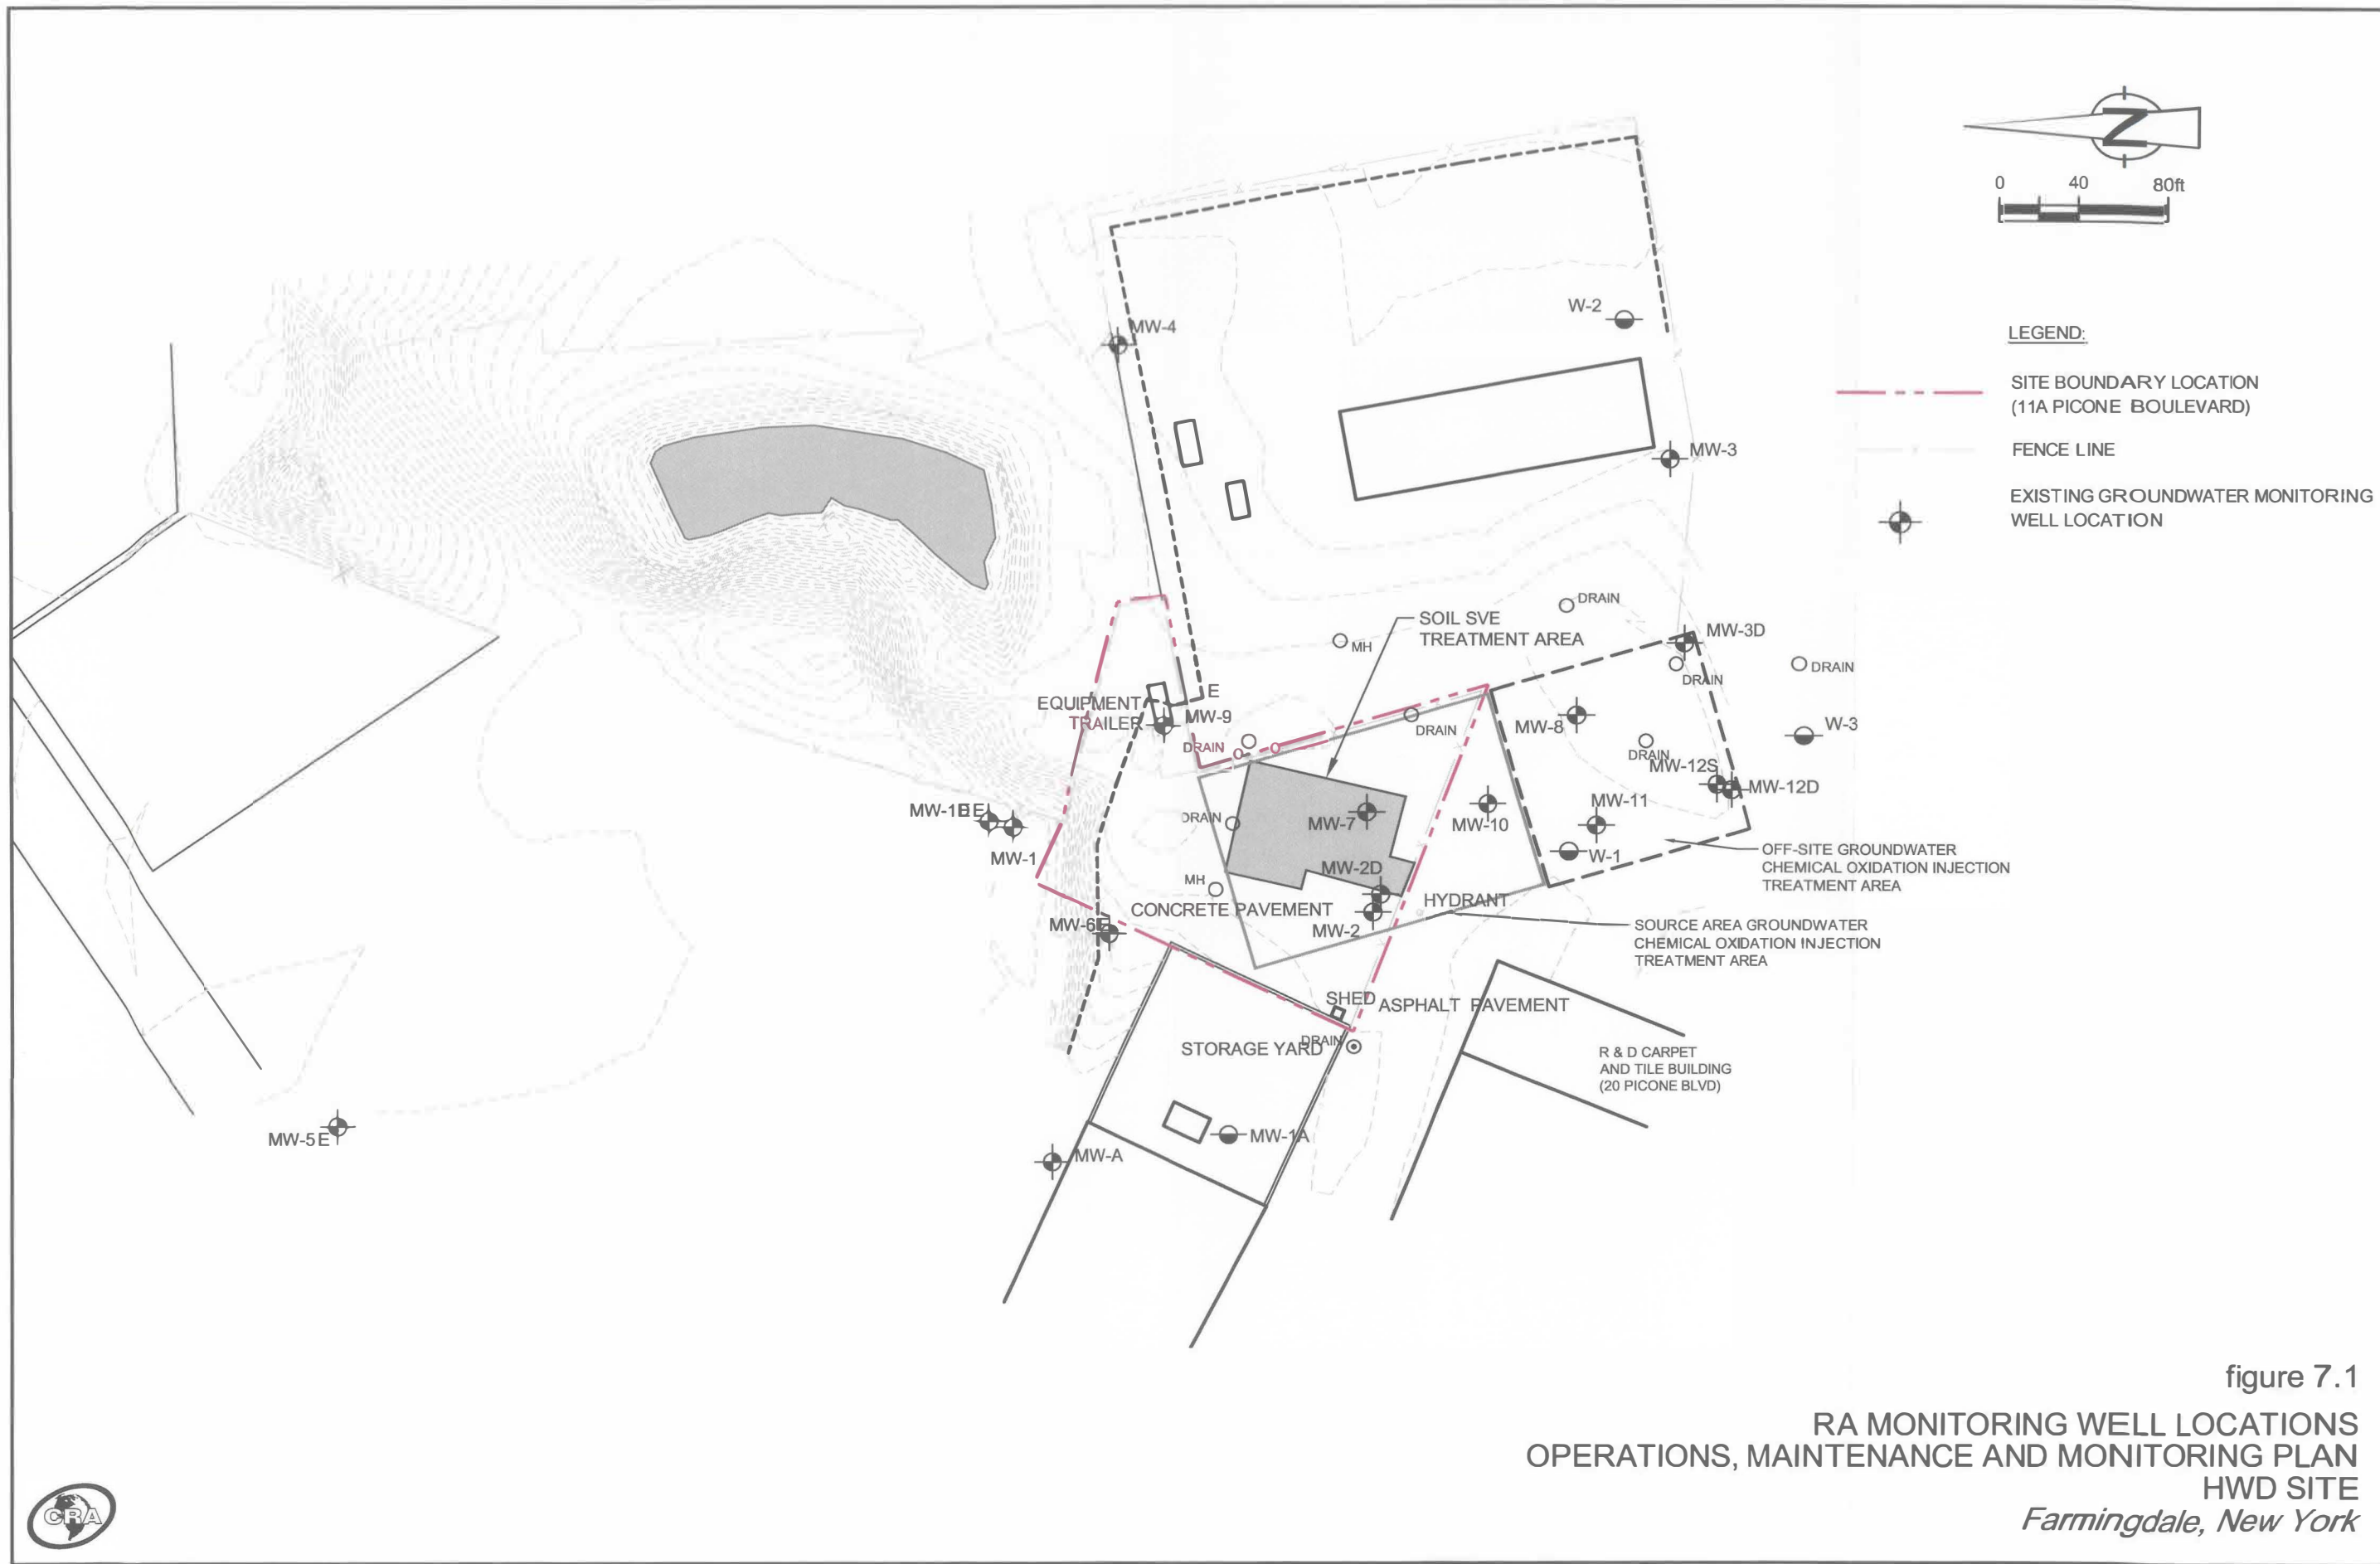 N
0 40 80ft
LEGEND:
SITE BOUNDARY LOCATION
(11A PICONE BOULEVARD)
FENCE LINE
EXISTING GROUNDWATER MONITORING
WELL LOCATION
W-2
MW-4
MW-3
DRAIN
SOIL SVE
TREATMENT AREA
MH
MW-3D
DRAIN
DRAIN
E
EQUIPMENT
TRAILER
MW-9
DRAIN
DRAIN
MW-8
W-3
DRAIN
MW-12S
MW-12D
MW-11
MW-1
MW-7
MW-10
DRAIN
W-1
MW-2D
MH
OFF-SITE GROUNDWATER
CHEMICAL OXIDATION INJECTION
TREATMENT AREA
HYDRANT
CONCRETE PAVEMENT
MW-2
MW-6E
SOURCE AREA GROUNDWATER
CHEMICAL OXIDATION INJECTION
TREATMENT AREA
SHED
ASPHALT PAVEMENT
STORAGE YARD
DRAIN
R & D CARPET
AND TILE BUILDING
(20 PICONE BLVD)
MW-5E
MW-1A
MW-A
figure 7.1
RA MONITORING WELL LOCATIONS
OPERATIONS, MAINTENANCE AND MONITORING PLAN
HWD SITE
Farmingdale, New York
CRA